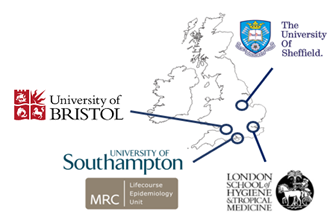 The
University
Of
Sheffield.
University of
BRISTOL
UNIVERSITY OF
Southampton
MRC
Lifecourse
Epidemiology
Unit
LONDON
SCHOOL of
HYGIENE
& TROPICAL
MEDICINE